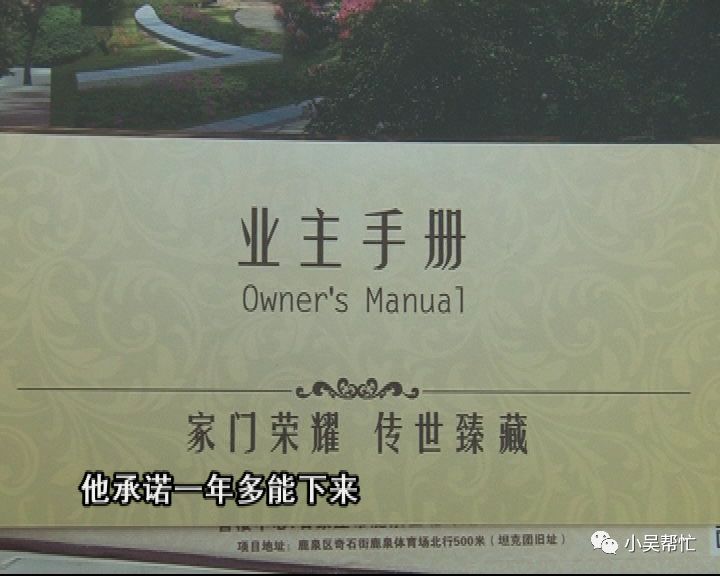 业主手册
Owner's Manual
家门荣耀 传世臻藏
他承诺一年多能下来
项目地址：鹿泉区奇石街鹿泉体育场北行500米（坦克团旧址）
小吴帮忙